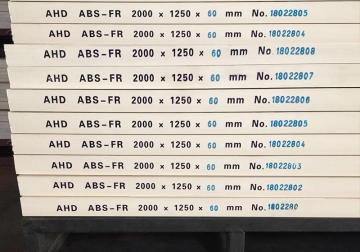 AHD ABS-FR 2000 x 1250 x 60 mm No. 18022805
AHD ABS-FR 2000 x 1250 x 60 mm No. 18022804
AHD ABS-FR 2000 x 1250 x 60 mm No. 18022808
AHD ABS-FR 2000 x 1250 x 60 mm No. 18022807
AHD ABS-FR 2000 x 1250 x 60 mm No. 18022806
AHD ABS-FR 2000 x 1250 x 60 mm No. 18022805
AHD ABS-FR 2000 x 1250 x 60 mm No. 18022804
AHD ABS-FR 2000 x 1250 x 60 mm No. 18022803
AHD ABS-FR 2000 x 1250 x 60 mm No. 18022802
AHD ABS-FR 2000 x 1250 x 60 mm No.